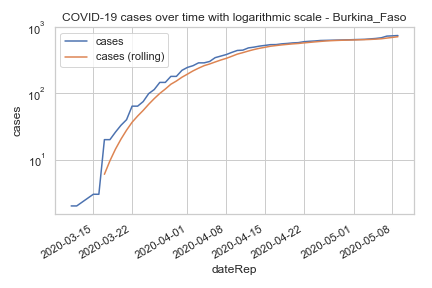 COVID-19 cases over time with logarithmic scale - Burkina_Faso
cases
cases (rolling)
10³
10²
10¹
cases
2020-03-15
2020-03-22
2020-04-01
2020-04-08
2020-04-15
2020-04-22
2020-05-01
2020-05-08
dateRep